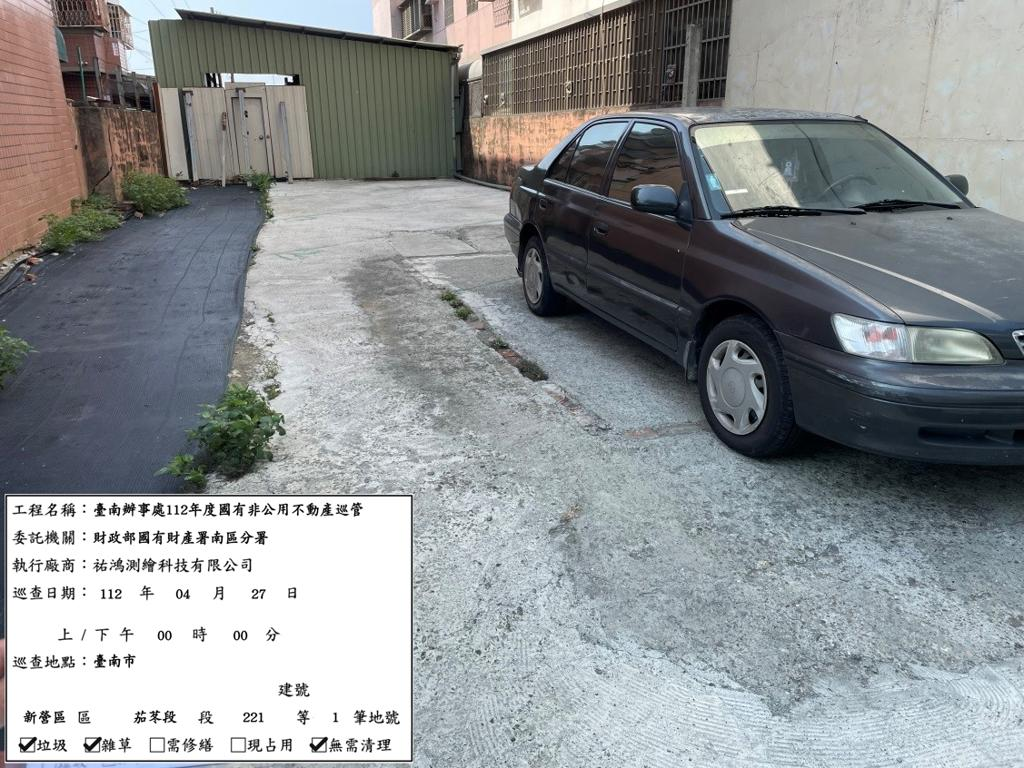 工程名稱：臺南辦事處112年度國有非公用不動產巡管
委託機關：財政部國有財產署南區分署
執行廠商：祐鴻測繪科技有限公司
巡查日期：112 年 04 月 27 日
上/下午 00 時 00 分
巡查地點：臺南市
建號
新營區 區 茄苳段 段 221 等 1 筆地號
☑垃圾 ☑雜草 ☐需修繕 ☐現占用 ☑無需清理